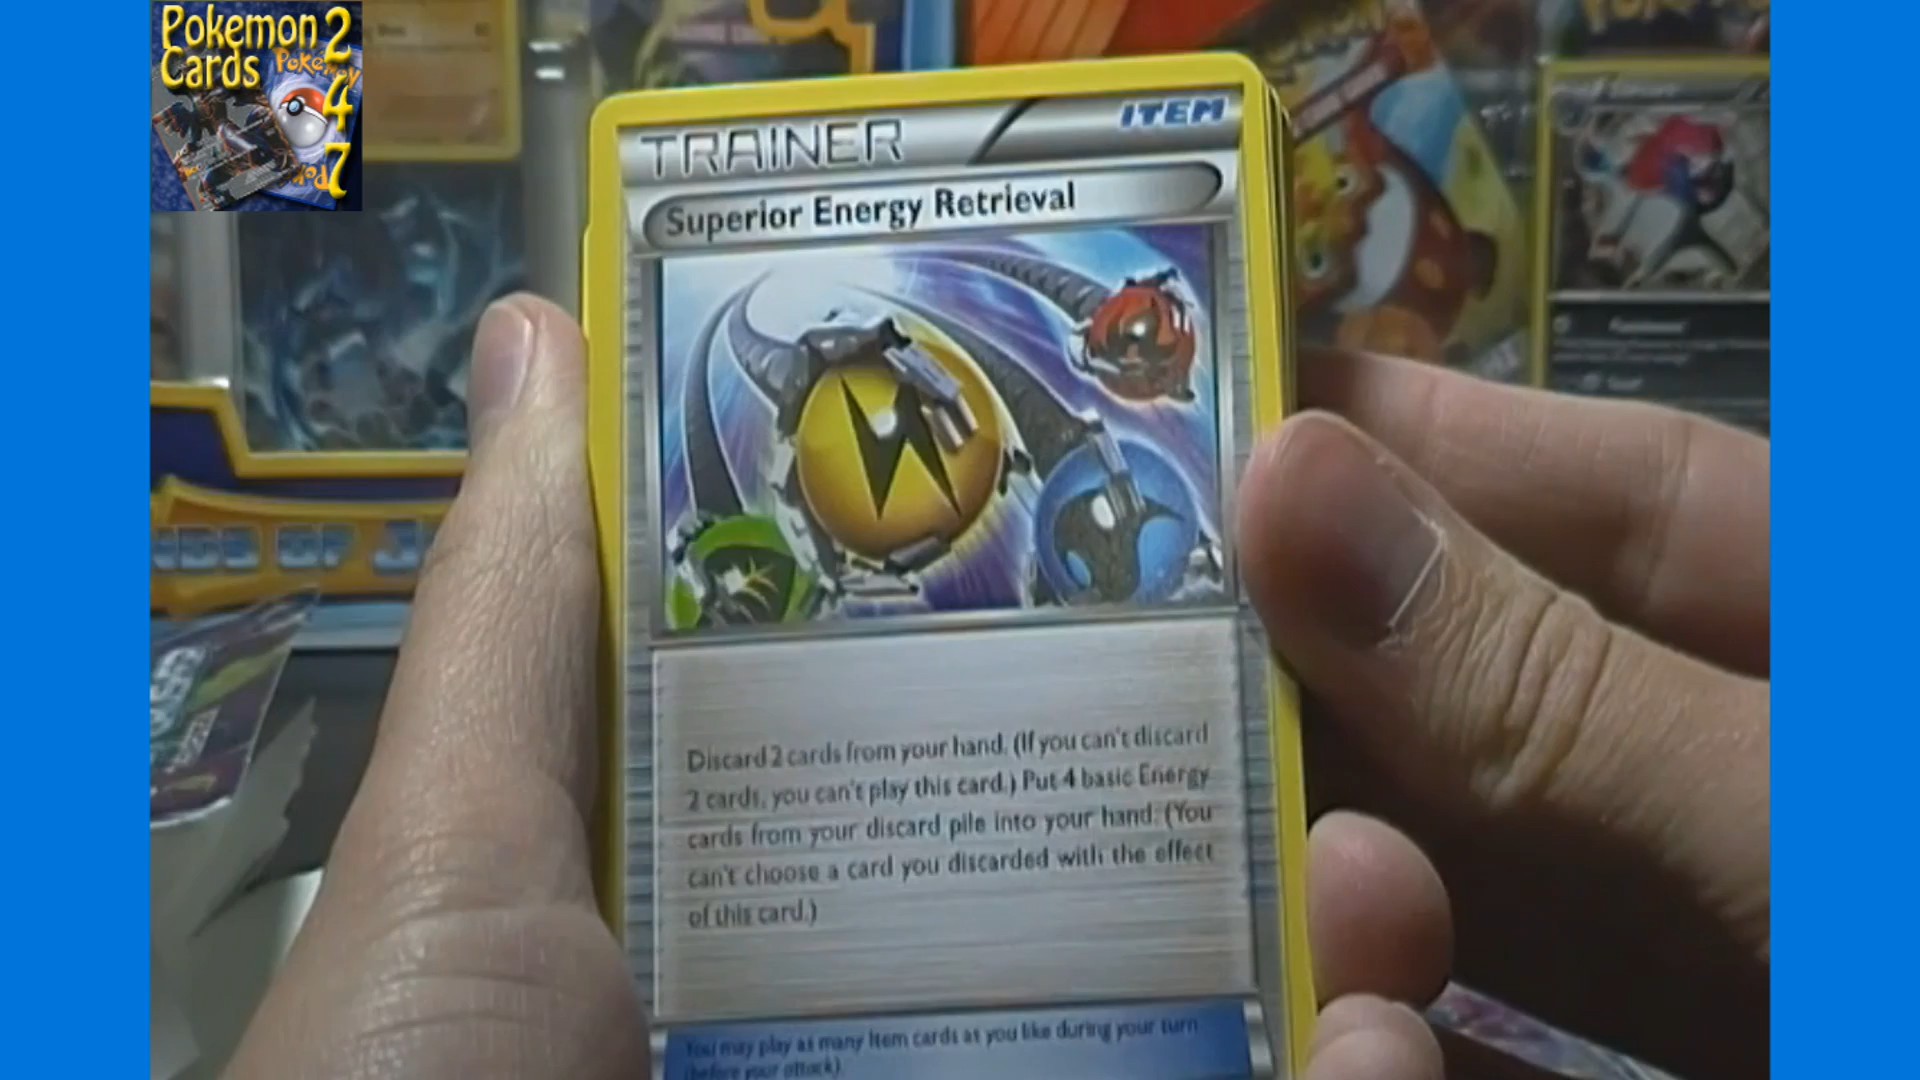 Pokemon 2
Cards
4
7
TRAINER
ITEM
Superior Energy Retrieval
Discard 2 cards from your hand. (If you can't discard
2 cards, you can't play this card.) Put 4 basic Energy
cards from your discard pile into your hand. (You
can't choose a card you discarded with the effect
of this card.)
You may play as many Item cards as you like during your turn
(before your attack).